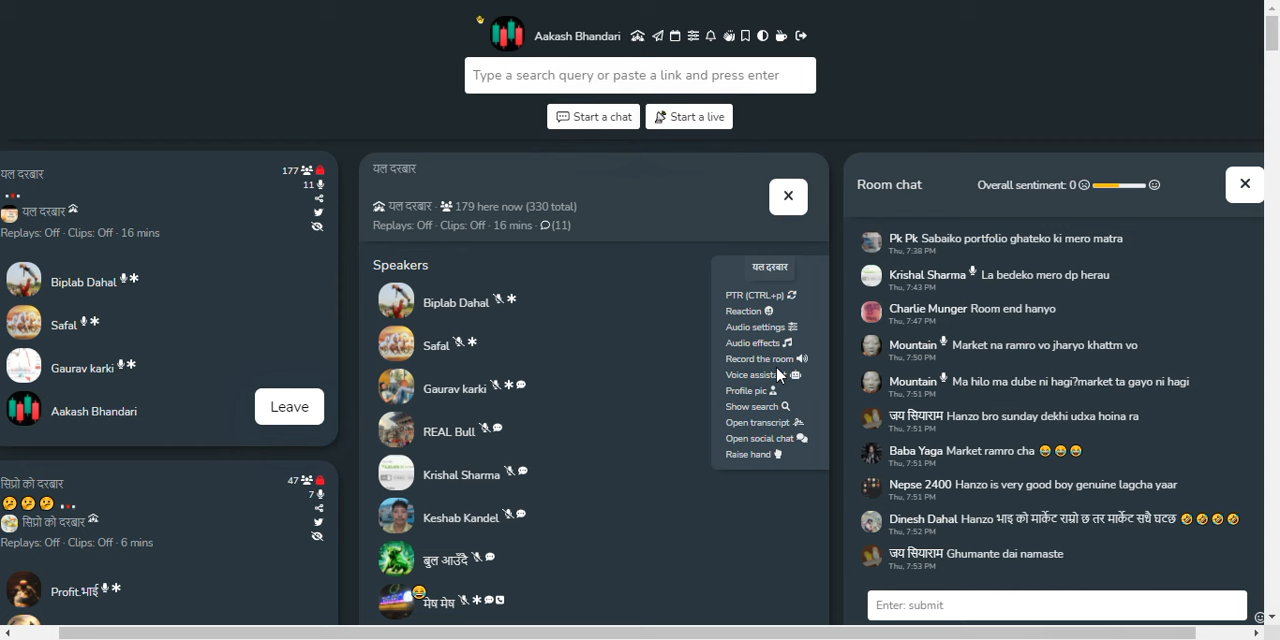 Aakash Bhandari
Type a search query or paste a link and press enter
Start a chat
Start a live
यल दरबार
177
11
यल दरबार
Replays: Off · Clips: Off · 16 mins
Biplab Dahal
Safal
Gaurav karki
Aakash Bhandari
Leave
सिप्रो को दरबार
47
7
सिप्रो को दरबार
Replays: Off · Clips: Off · 6 mins
Profit.भाई
यल दरबार
यल दरबार · 179 here now (330 total)
Replays: Off · Clips: Off · 16 mins · (11)
Speakers
Biplab Dahal
Safal
Gaurav karki
REAL Bull
Krishal Sharma
Keshab Kandel
बुल आउँदै
मेष मेष
यल दरबार
PTR (CTRL+p)
Reaction
Audio settings
Audio effects
Record the room
Voice assista
Profile pic
Show search
Open transcript
Open social chat
Raise hand
Room chat
Overall sentiment: 0
Pk Pk Sabaiko portfolio ghateko ki mero matra
Thu, 7:38 PM
Krishal Sharma La bedeko mero dp herau
Thu, 7:43 PM
Charlie Munger Room end hanyo
Thu, 7:47 PM
Mountain Market na ramro vo jharyo khattm vo
Thu, 7:50 PM
Mountain Ma hilo ma dube ni hagi?market ta gayo ni hagi
Thu, 7:51 PM
जय सियाराम Hanzo bro sunday dekhi udxa hoina ra
Thu, 7:51 PM
Baba Yaga Market ramro cha 😂 😂 😂
Thu, 7:51 PM
Nepse 2400 Hanzo is very good boy genuine lagcha yaar
Thu, 7:51 PM
Dinesh Dahal Hanzo भाइ को मार्केट राम्रो छ तर मार्केट सधै घटछ 🤣 🤣 🤣 🤣
Thu, 7:52 PM
जय सियाराम Ghumante dai namaste
Thu, 7:53 PM
Enter: submit